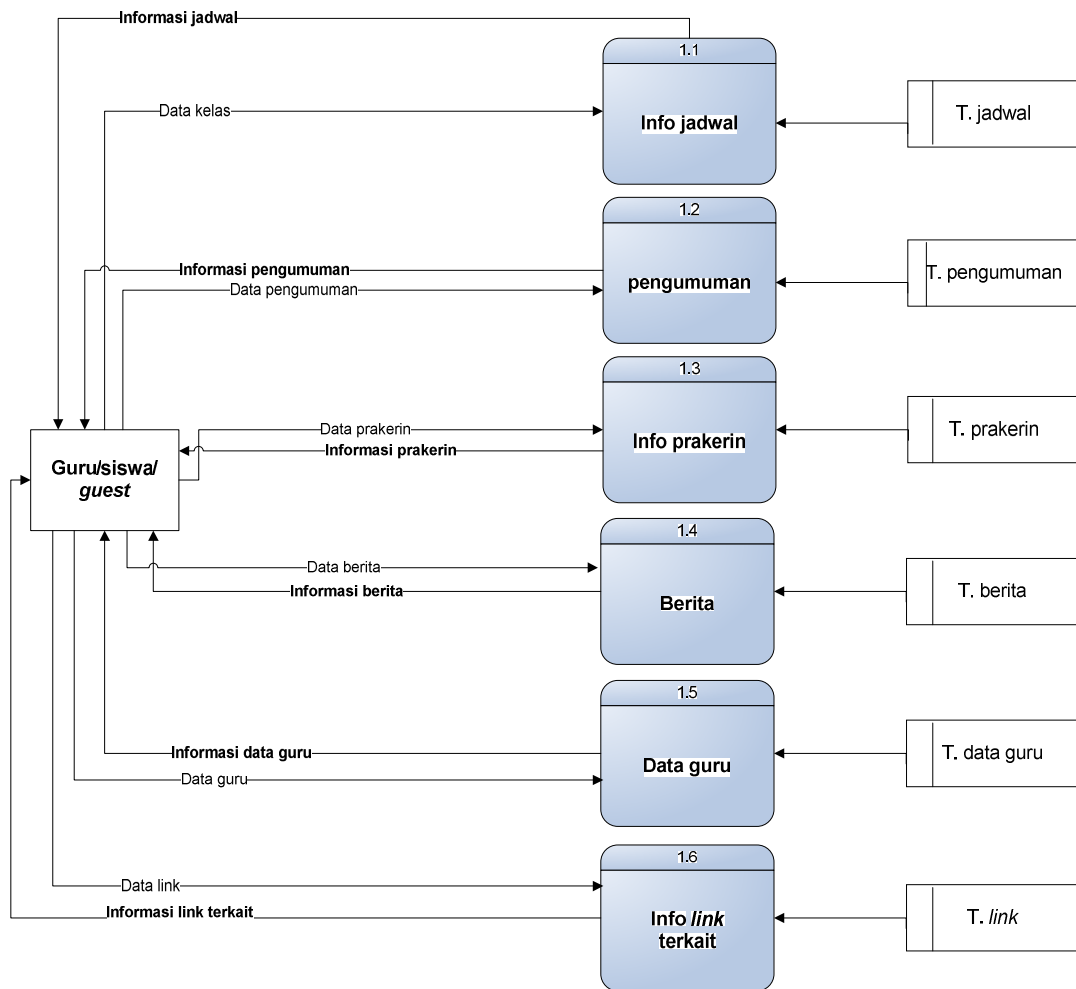 Informasi jadwal
1.1
Data kelas
Info jadwal
T. jadwal
1.2
Informasi pengumuman
Data pengumuman
pengumuman
T. pengumuman
1.3
Data prakerin
Informasi prakerin
Info prakerin
T. prakerin
Guru/siswa/
guest
1.4
Data berita
Informasi berita
Berita
T. berita
1.5
Informasi data guru
Data guru
Data guru
T. data guru
1.6
Data link
Informasi link terkait
Info link
terkait
T. link